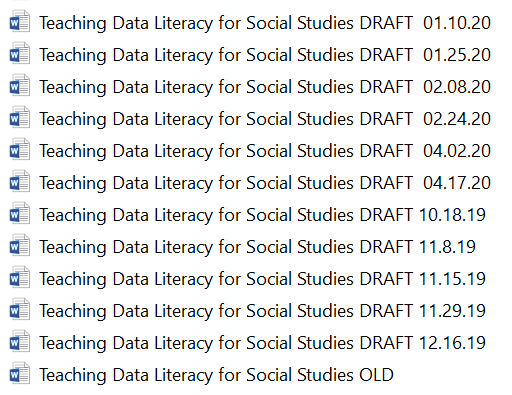 Teaching Data Literacy for Social Studies DRAFT  01.10.20
Teaching Data Literacy for Social Studies DRAFT  01.25.20
Teaching Data Literacy for Social Studies DRAFT  02.08.20
Teaching Data Literacy for Social Studies DRAFT  02.24.20
Teaching Data Literacy for Social Studies DRAFT  04.02.20
Teaching Data Literacy for Social Studies DRAFT  04.17.20
Teaching Data Literacy for Social Studies DRAFT 10.18.19
Teaching Data Literacy for Social Studies DRAFT 11.8.19
Teaching Data Literacy for Social Studies DRAFT 11.15.19
Teaching Data Literacy for Social Studies DRAFT 11.29.19
Teaching Data Literacy for Social Studies DRAFT 12.16.19
Teaching Data Literacy for Social Studies OLD